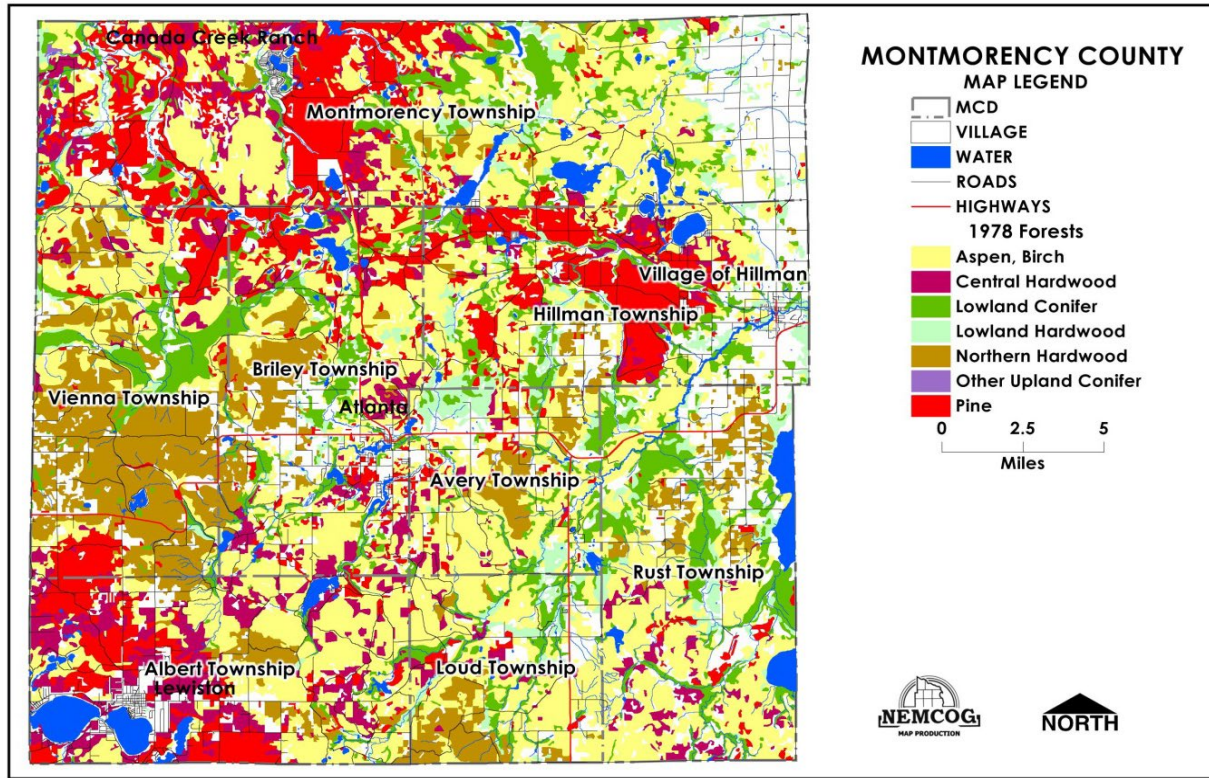 Canada Creek Ranch
Montmorency Township
Village of Hillman
Hillman Township
Briley Township
Vienna Township
Atlanta
Avery Township
Rust Township
Albert Township
Loud Township
Lewiston
MONTMORENCY COUNTY
MAP LEGEND
MCD
VILLAGE
WATER
ROADS
HIGHWAYS
1978 Forests
Aspen, Birch
Central Hardwood
Lowland Conifer
Lowland Hardwood
Northern Hardwood
Other Upland Conifer
Pine
0 2.5 5
Miles
NEMCOG
MAP PRODUCTION
NORTH